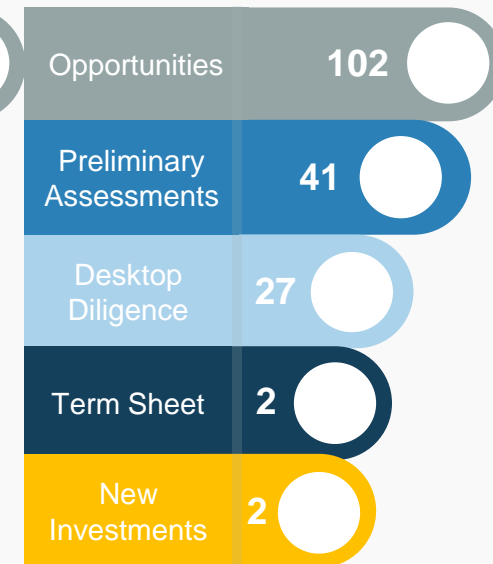 Opportunities 102
Preliminary
Assessments
41
Desktop
Diligence
27
Term Sheet 2
New
Investments
2